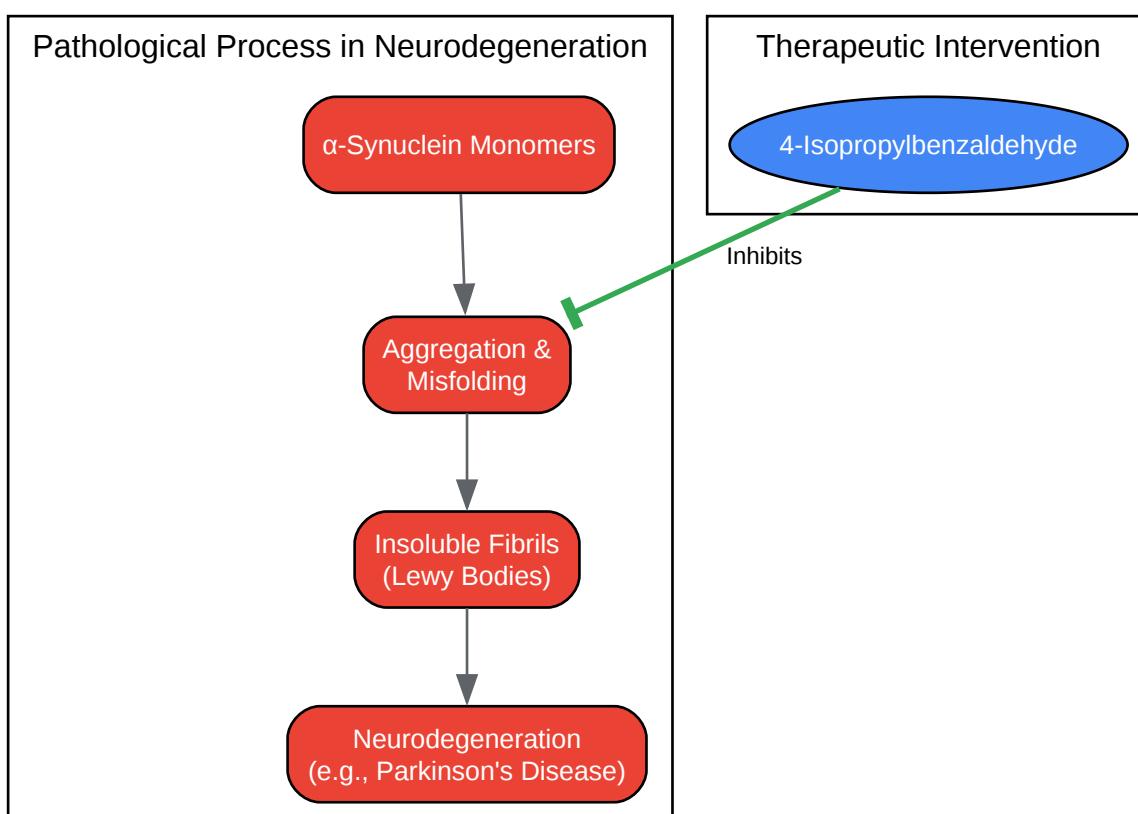 Pathological Process in Neurodegeneration
α-Synuclein Monomers
Aggregation &
Misfolding
Insoluble Fibrils
(Lewy Bodies)
Neurodegeneration
(e.g., Parkinson's Disease)
Therapeutic Intervention
4-Isopropylbenzaldehyde
Inhibits